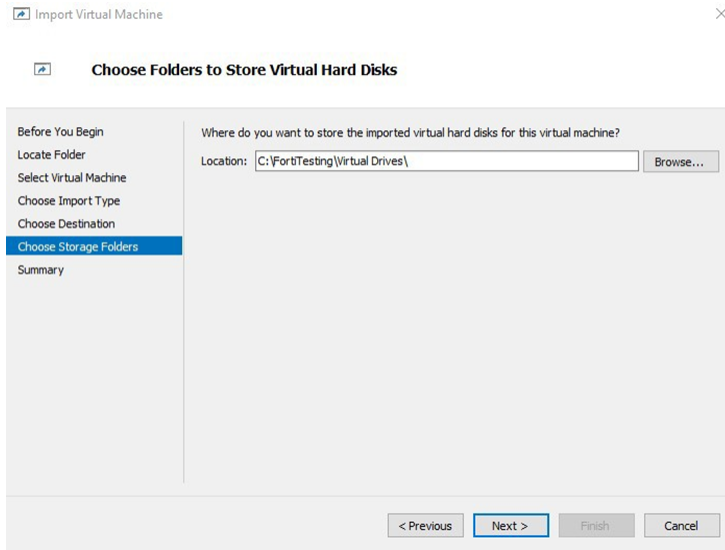 Import Virtual Machine
Choose Folders to Store Virtual Hard Disks
Before You Begin
Locate Folder
Select Virtual Machine
Choose Import Type
Choose Destination
Choose Storage Folders
Summary
Where do you want to store the imported virtual hard disks for this virtual machine?
Location: C:\FortiTesting\Virtual Drives\ Browse...
< Previous Next > Finish Cancel